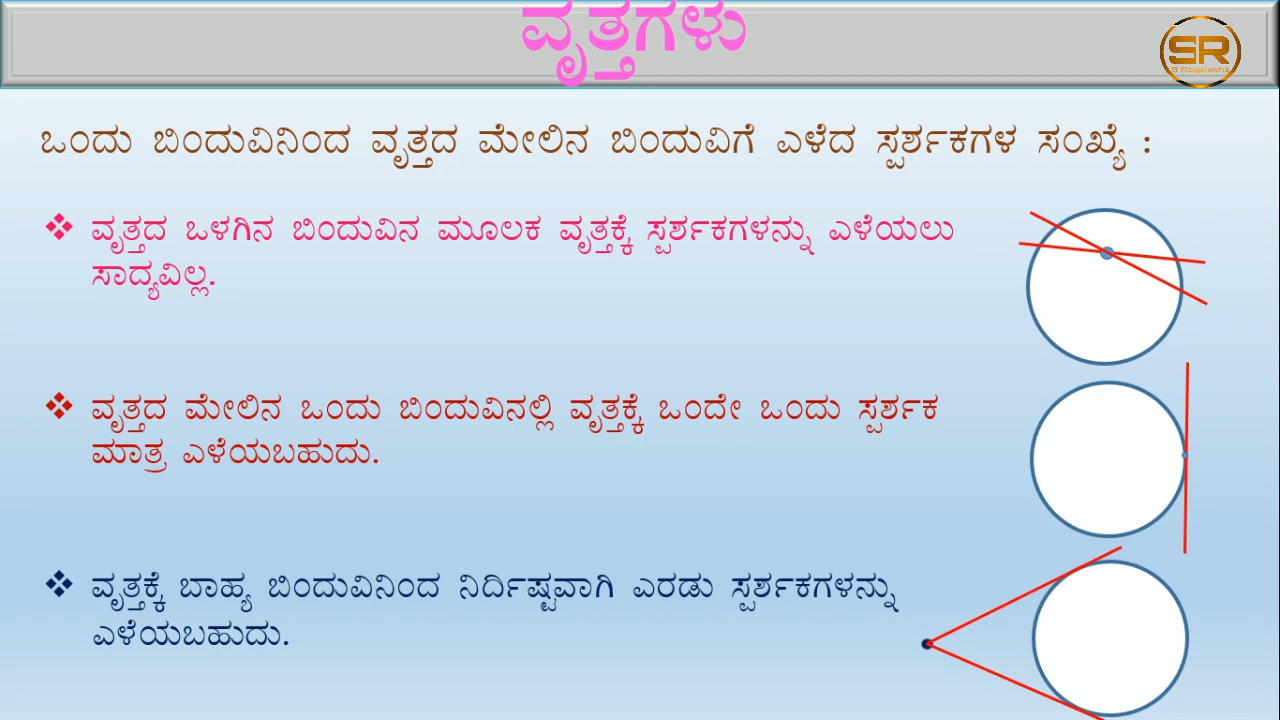 ವೃತ್ತಗಳು
SR
ಒಂದು ಬಿಂದುವಿನಿಂದ ವೃತ್ತದ ಮೇಲಿನ ಬಿಂದುವಿಗೆ ಎಳೆದ ಸ್ಪರ್ಶಕಗಳ ಸಂಖ್ಯೆ :
❖ ವೃತ್ತದ ಒಳಗಿನ ಬಿಂದುವಿನ ಮೂಲಕ ವೃತ್ತಕ್ಕೆ ಸ್ಪರ್ಶಕಗಳನ್ನು ಎಳೆಯಲು
ಸಾದ್ಯವಿಲ್ಲ.
❖ ವೃತ್ತದ ಮೇಲಿನ ಒಂದು ಬಿಂದುವಿನಲ್ಲಿ ವೃತ್ತಕ್ಕೆ ಒಂದೇ ಒಂದು ಸ್ಪರ್ಶಕ
ಮಾತ್ರ ಎಳೆಯಬಹುದು.
❖ ವೃತ್ತಕ್ಕೆ ಬಾಹ್ಯ ಬಿಂದುವಿನಿಂದ ನಿರ್ದಿಷ್ಟವಾಗಿ ಎರಡು ಸ್ಪರ್ಶಕಗಳನ್ನು
ಎಳೆಯಬಹುದು.